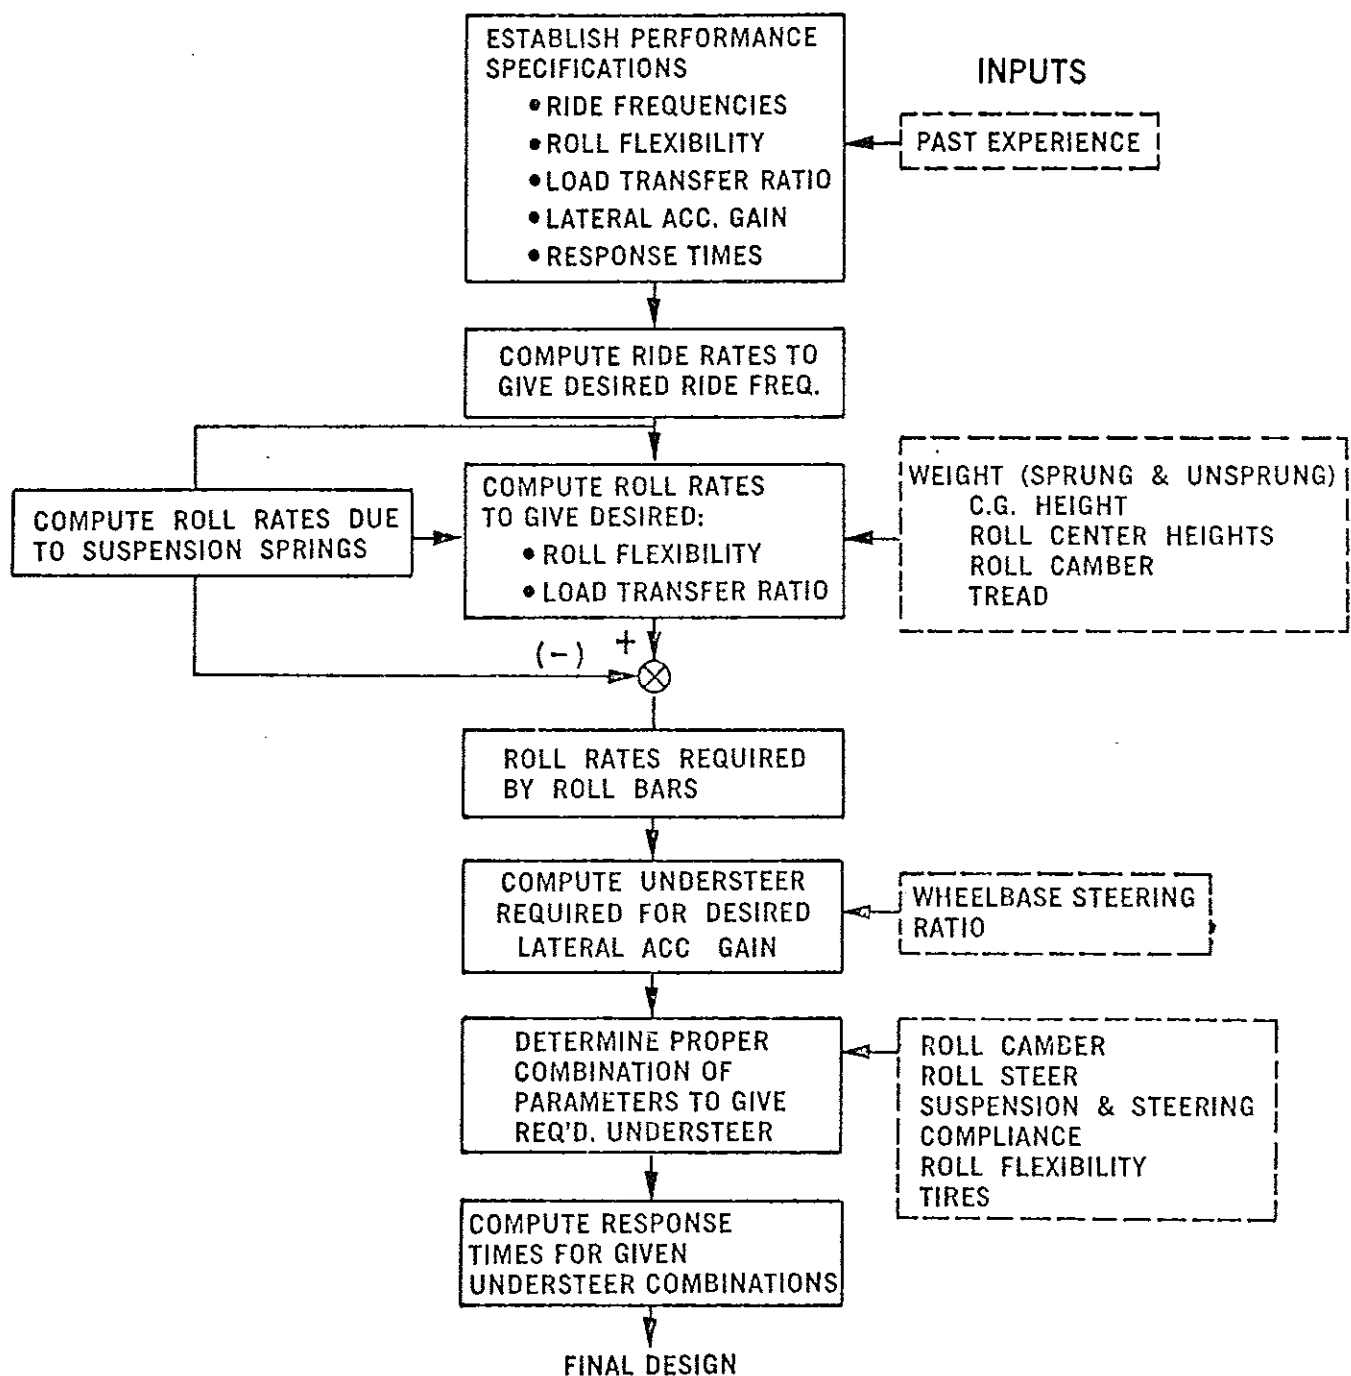 ESTABLISH PERFORMANCE
SPECIFICATIONS
• RIDE FREQUENCIES
• ROLL FLEXIBILITY
• LOAD TRANSFER RATIO
• LATERAL ACC. GAIN
• RESPONSE TIMES
INPUTS
PAST EXPERIENCE
COMPUTE RIDE RATES TO
GIVE DESIRED RIDE FREQ.
COMPUTE ROLL RATES DUE
TO SUSPENSION SPRINGS
COMPUTE ROLL RATES
TO GIVE DESIRED:
• ROLL FLEXIBILITY
• LOAD TRANSFER RATIO
WEIGHT (SPRUNG & UNSPRUNG)
C.G. HEIGHT
ROLL CENTER HEIGHTS
ROLL CAMBER
TREAD
(-) +
ROLL RATES REQUIRED
BY ROLL BARS
COMPUTE UNDERSTEER
REQUIRED FOR DESIRED
LATERAL ACC GAIN
WHEELBASE STEERING
RATIO
DETERMINE PROPER
COMBINATION OF
PARAMETERS TO GIVE
REQ'D. UNDERSTEER
ROLL CAMBER
ROLL STEER
SUSPENSION & STEERING
COMPLIANCE
ROLL FLEXIBILITY
TIRES
COMPUTE RESPONSE
TIMES FOR GIVEN
UNDERSTEER COMBINATIONS
FINAL DESIGN